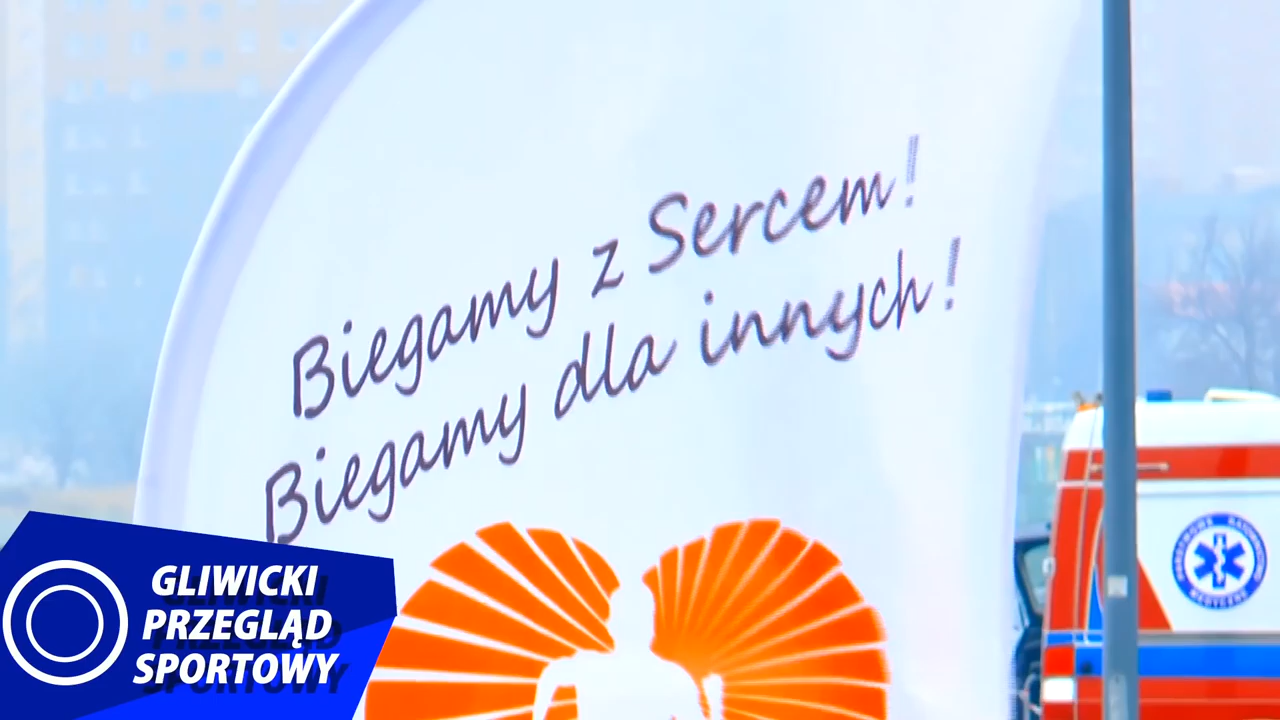 Biegamy z Sercem!
Biegamy dla innych!
GLIWICKI
PRZEGLĄD
SPORTOWY